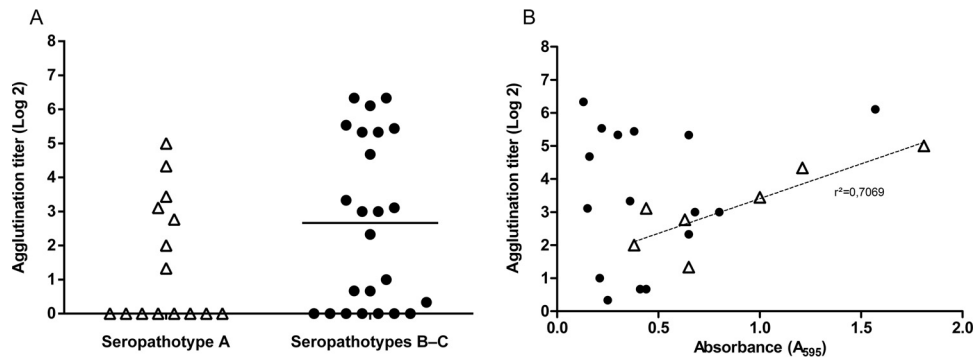 A
Agglutination titer (Log 2)
8
7
6
5
4
3
2
1
0
Seropathotype A
Seropathotypes B–C
B
Agglutination titer (Log 2)
8
7
6
5
4
3
2
1
0
r²=0,7069
0.0
0.5
1.0
1.5
2.0
Absorbance (A595)